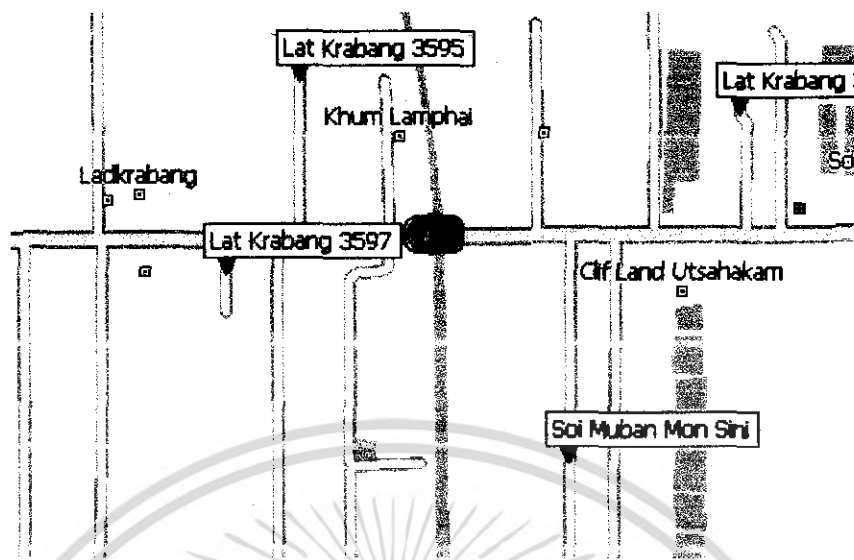 Lat Krabang 3595
Lat Krabang
Khum Lamphai
Ladkrabang
Lat Krabang 3597
Clif Land Utsahakam
Soi Muban Mon Sini